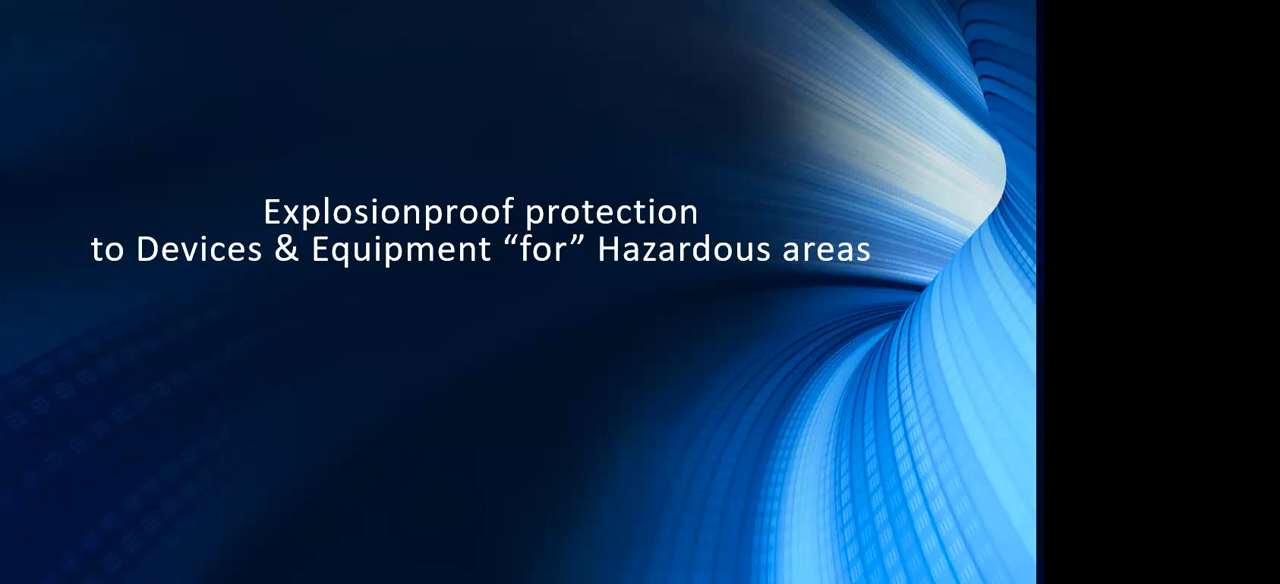 Explosionproof protection
to Devices & Equipment “for” Hazardous areas